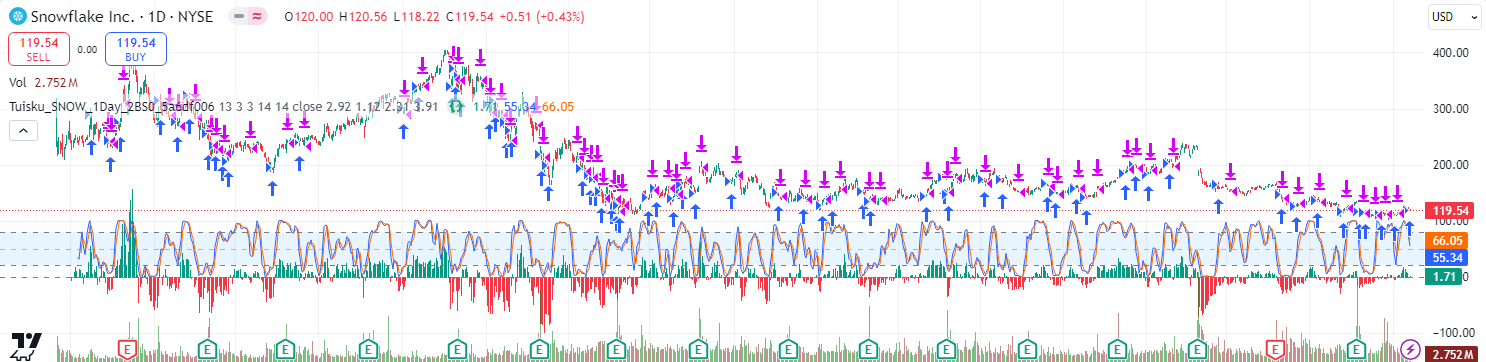 Snowflake Inc. · 1D · NYSE O120.00 H120.56 L118.22 C119.54 +0.51 (+0.43%)
USD
119.54 SELL
0.00
119.54 BUY
Vol 2.752 M
Tuisku_SNOW_1Day_2BS0_5a6df006 13 3 3 14 14 close 2.92 1.12 2.31 3.91 1.71 55.34 66.05
400.00
300.00
200.00
119.54
100.00
66.05
55.34
1.71
−100.00
2.752 M
E E E E E E E E E E E E E E E E